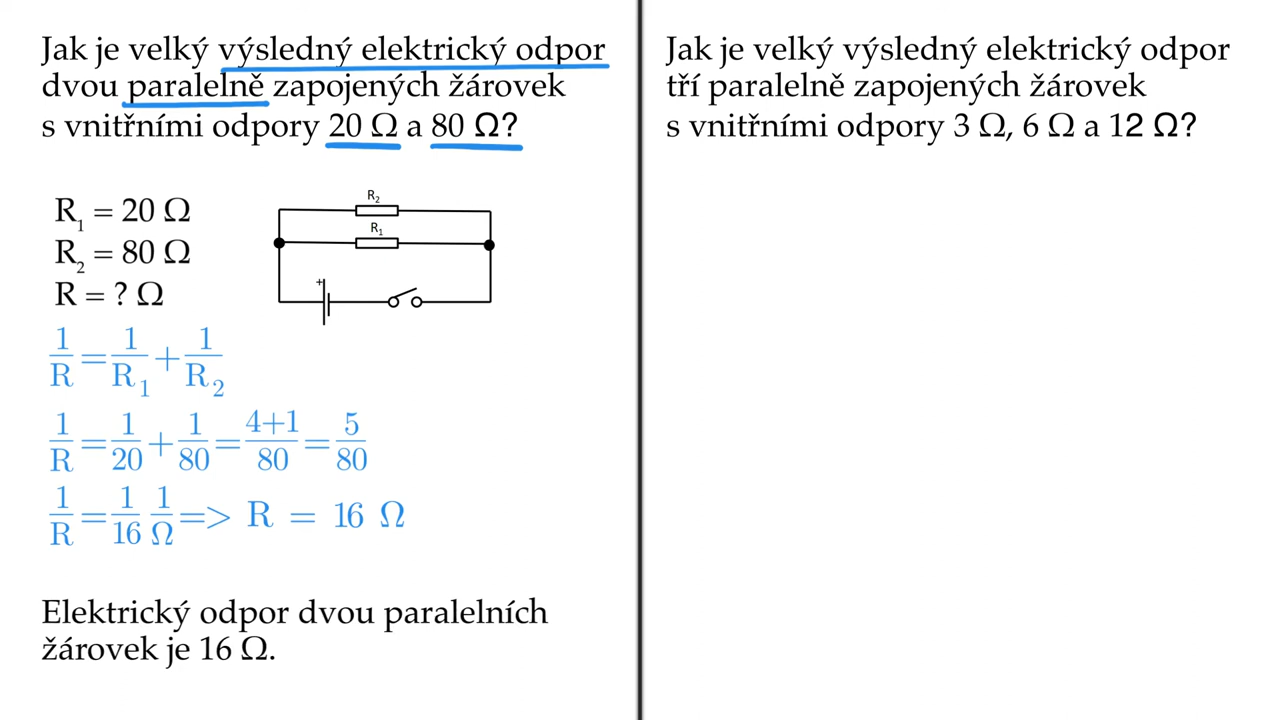 Jak je velký výsledný elektrický odpor
dvou paralelně zapojených žárovek
s vnitřními odpory 20 Ω a 80 Ω?
R₁ = 20 Ω
R₂ = 80 Ω
R = ? Ω
R₂
R₁
+
1/R = 1/R₁ + 1/R₂
1/R = 1/20 + 1/80 = 4+1/80 = 5/80
1/R = 1/16 1/Ω => R = 16 Ω
Elektrický odpor dvou paralelních
žárovek je 16 Ω.
Jak je velký výsledný elektrický odpor
tří paralelně zapojených žárovek
s vnitřními odpory 3 Ω, 6 Ω a 12 Ω?